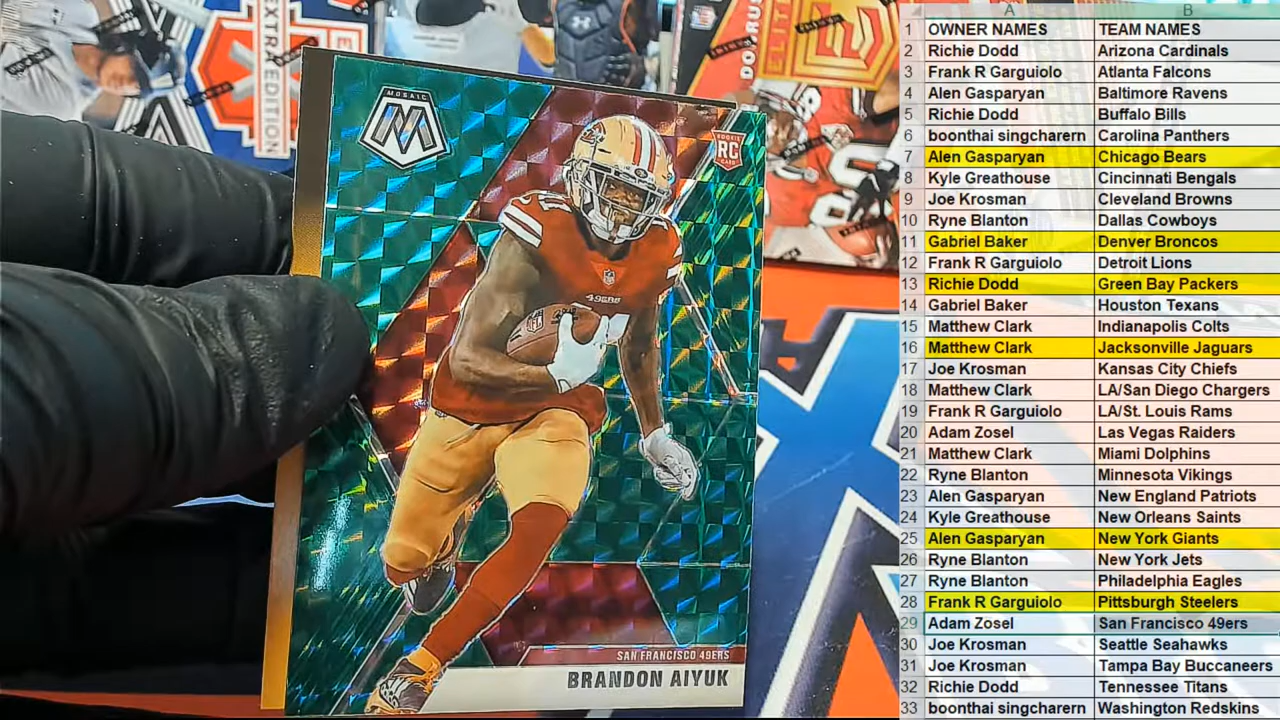 EXTRA EDITION
DONRUSS
ELITE
MOSAIC
M
ROOKIE
RC
CARD
NFL
49ERS
SAN FRANCISCO 49ERS
BRANDON AIYUK
A B
1 OWNER NAMES TEAM NAMES
2 Richie Dodd Arizona Cardinals
3 Frank R Garguiolo Atlanta Falcons
4 Alen Gasparyan Baltimore Ravens
5 Richie Dodd Buffalo Bills
6 boonthai singcharern Carolina Panthers
7 Alen Gasparyan Chicago Bears
8 Kyle Greathouse Cincinnati Bengals
9 Joe Krosman Cleveland Browns
10 Ryne Blanton Dallas Cowboys
11 Gabriel Baker Denver Broncos
12 Frank R Garguiolo Detroit Lions
13 Richie Dodd Green Bay Packers
14 Gabriel Baker Houston Texans
15 Matthew Clark Indianapolis Colts
16 Matthew Clark Jacksonville Jaguars
17 Joe Krosman Kansas City Chiefs
18 Matthew Clark LA/San Diego Chargers
19 Frank R Garguiolo LA/St. Louis Rams
20 Adam Zosel Las Vegas Raiders
21 Matthew Clark Miami Dolphins
22 Ryne Blanton Minnesota Vikings
23 Alen Gasparyan New England Patriots
24 Kyle Greathouse New Orleans Saints
25 Alen Gasparyan New York Giants
26 Ryne Blanton New York Jets
27 Ryne Blanton Philadelphia Eagles
28 Frank R Garguiolo Pittsburgh Steelers
29 Adam Zosel San Francisco 49ers
30 Joe Krosman Seattle Seahawks
31 Joe Krosman Tampa Bay Buccaneers
32 Richie Dodd Tennessee Titans
33 boonthai singcharern Washington Redskins